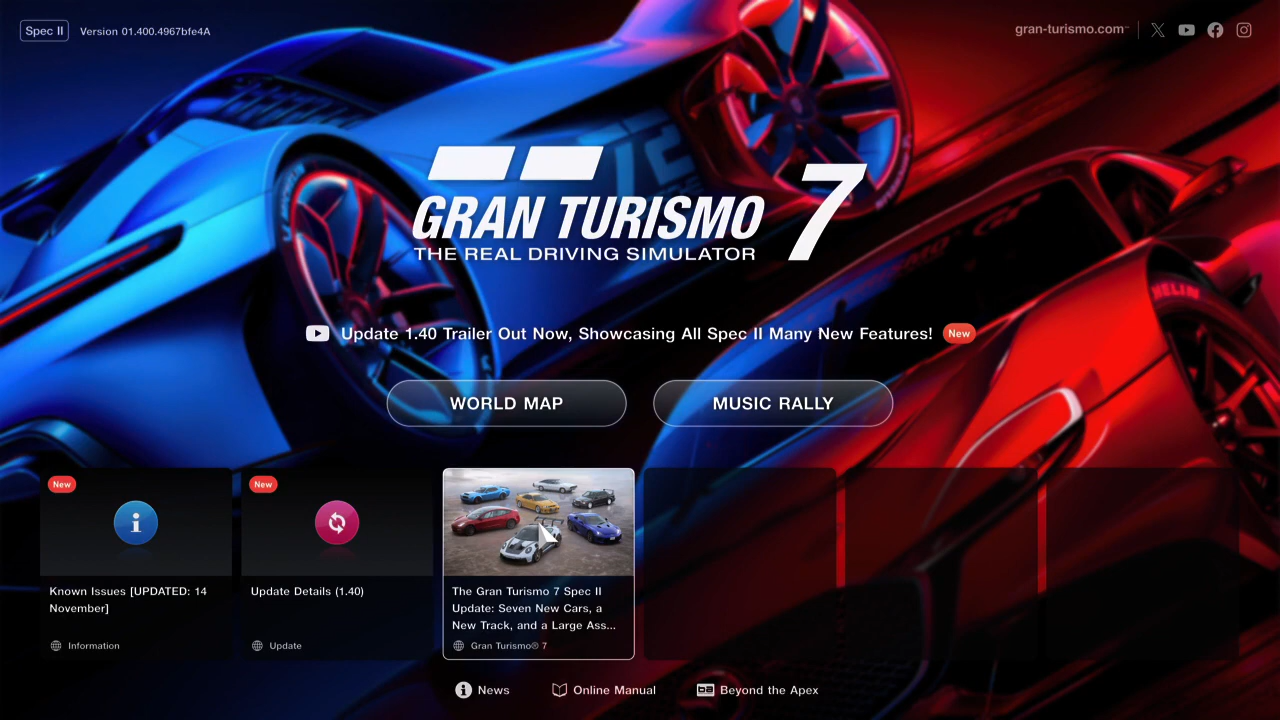 Spec II Version 01.400.4967bfe4A
gran-turismo.com
72
MICHELIN
GRAN TURISMO 7
THE REAL DRIVING SIMULATOR
HELIN
Update 1.40 Trailer Out Now, Showcasing All Spec II Many New Features! New
WORLD MAP
MUSIC RALLY
New
Known Issues [UPDATED: 14
November]
Information
New
Update Details (1.40)
Update
The Gran Turismo 7 Spec II
Update: Seven New Cars, a
New Track, and a Large Ass...
Gran Turismo® 7
News
Online Manual
Beyond the Apex